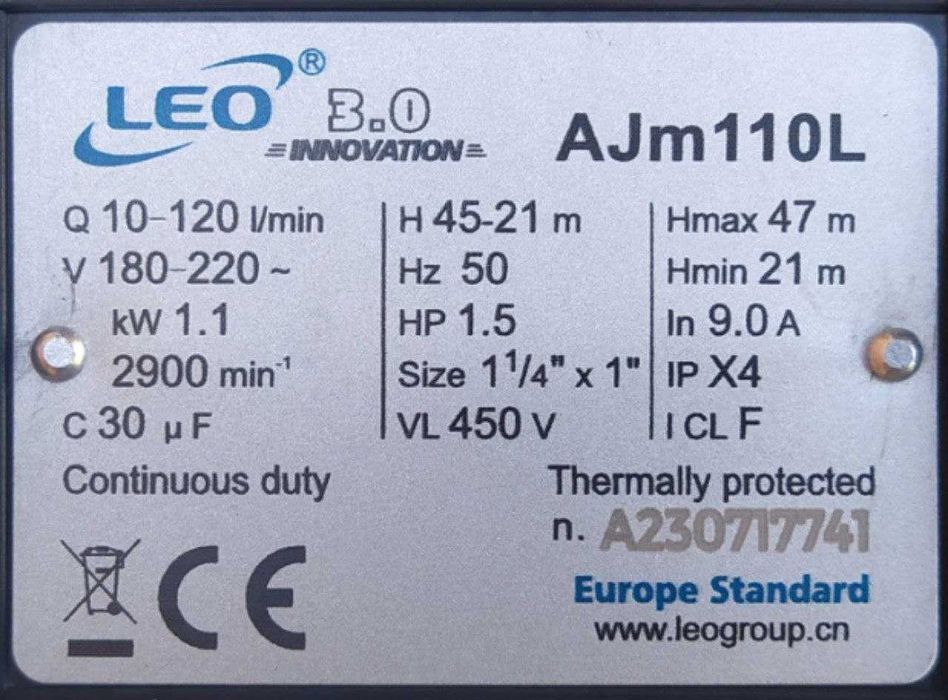 LEO® 3.0
INNOVATION
AJm110L
Q 10-120 l/min
H 45-21 m
Hmax 47 m
V 180-220 ~
Hz 50
Hmin 21 m
kW 1.1
HP 1.5
In 9.0 A
2900 min⁻¹
Size 1¹/4" x 1"
IP X4
C 30 µF
VL 450 V
I CL F
Continuous duty
Thermally protected
n. A230717741
CE
Europe Standard
www.leogroup.cn